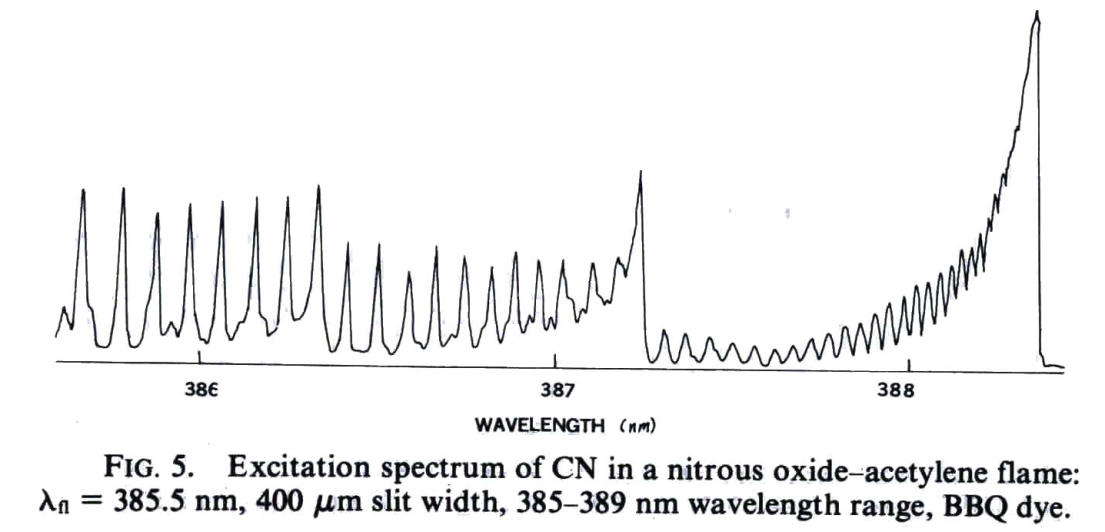 386 387 388
WAVELENGTH (nm)
FIG. 5. Excitation spectrum of CN in a nitrous oxide–acetylene flame:
λfl = 385.5 nm, 400 μm slit width, 385–389 nm wavelength range, BBQ dye.